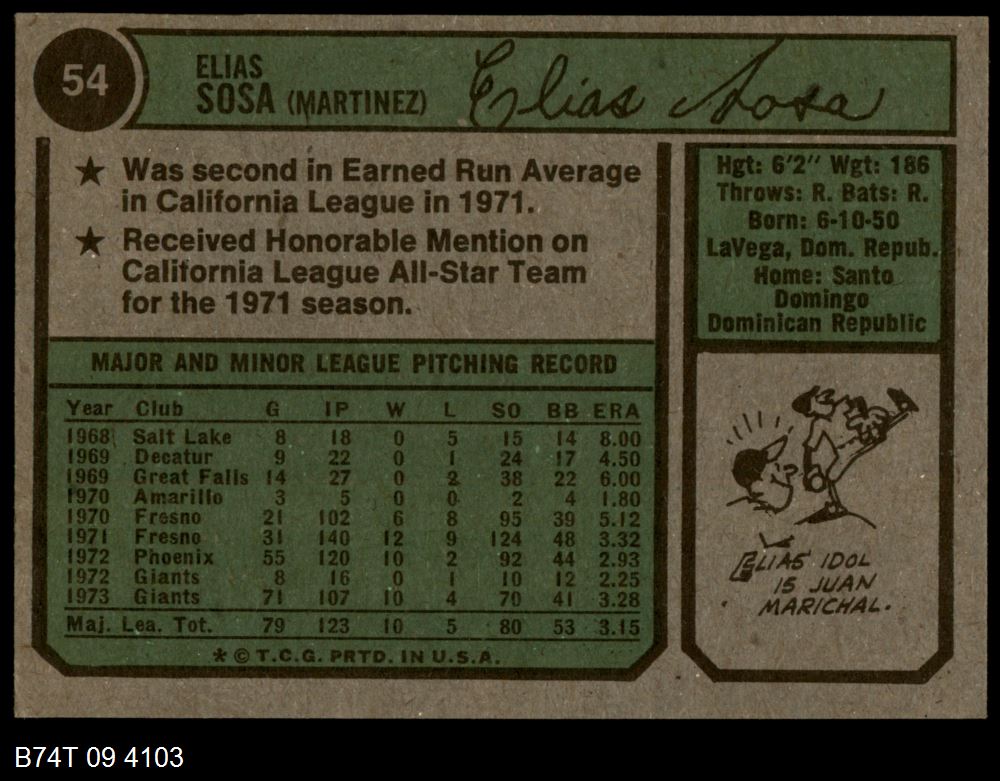 54
ELIAS
SOSA (MARTINEZ)
Elias Sosa
★ Was second in Earned Run Average
in California League in 1971.
★ Received Honorable Mention on
California League All-Star Team
for the 1971 season.
Hgt: 6'2" Wgt: 186
Throws: R. Bats: R.
Born: 6-10-50
LaVega, Dom. Repub.
Home: Santo
Domingo
Dominican Republic
MAJOR AND MINOR LEAGUE PITCHING RECORD
Year Club G IP W L SO BB ERA
1968 Salt Lake 8 18 0 5 15 14 8.00
1969 Decatur 9 22 0 1 24 17 4.50
1969 Great Falls 14 27 0 2 38 22 6.00
1970 Amarillo 3 5 0 0 2 4 1.80
1970 Fresno 21 102 6 8 95 39 5.12
1971 Fresno 31 140 12 9 124 48 3.32
1972 Phoenix 55 120 10 2 92 44 2.93
1972 Giants 8 16 0 1 10 12 2.25
1973 Giants 71 107 10 4 70 41 3.28
Maj. Lea. Tot. 79 123 10 5 80 53 3.15
* © T.C.G. PRTD. IN U.S.A.
ELIAS' IDOL
IS JUAN
MARICHAL.
B74T 09 4103